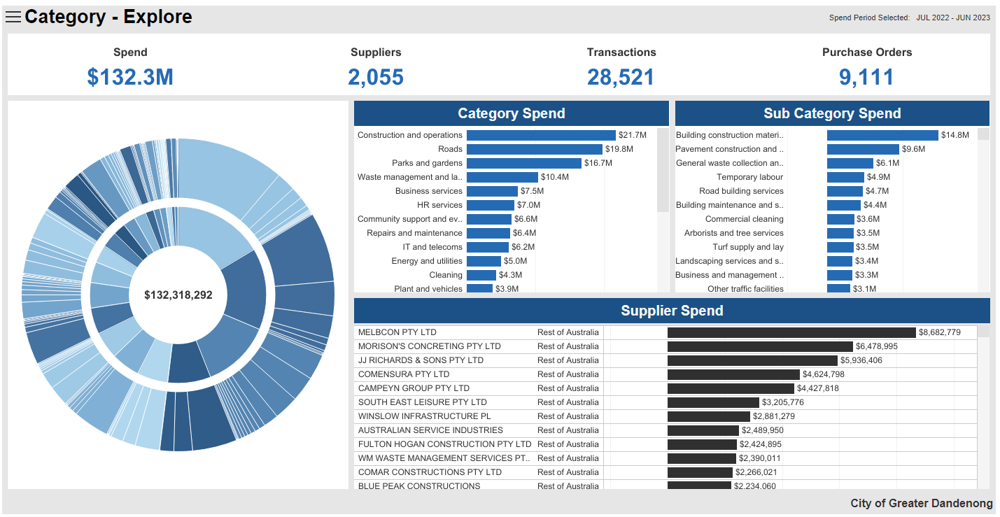 Category - Explore
Spend Period Selected: JUL 2022 - JUN 2023
Spend Suppliers Transactions Purchase Orders
$132.3M 2,055 28,521 9,111
$132,318,292
Category Spend
Construction and operations $21.7M
Roads $19.8M
Parks and gardens $16.7M
Waste management and la.. $10.4M
Business services $7.5M
HR services $7.0M
Community support and ev.. $6.6M
Repairs and maintenance $6.4M
IT and telecoms $6.2M
Energy and utilities $5.0M
Cleaning $4.3M
Plant and vehicles $3.9M
Sub Category Spend
Building construction materi.. $14.8M
Pavement construction and .. $9.6M
General waste collection an.. $6.1M
Temporary labour $4.9M
Road building services $4.7M
Building maintenance and s.. $4.4M
Commercial cleaning $3.6M
Arborists and tree services $3.5M
Turf supply and lay $3.5M
Landscaping services and s.. $3.4M
Business and management .. $3.3M
Other traffic facilities $3.1M
Supplier Spend
MELBCON PTY LTD Rest of Australia $8,682,779
MORISON'S CONCRETING PTY LTD Rest of Australia $6,478,995
JJ RICHARDS & SONS PTY LTD Rest of Australia $5,936,406
COMENSURA PTY LTD Rest of Australia $4,624,798
CAMPEYN GROUP PTY LTD Rest of Australia $4,427,818
SOUTH EAST LEISURE PTY LTD Rest of Australia $3,205,776
WINSLOW INFRASTRUCTURE PL Rest of Australia $2,881,279
AUSTRALIAN SERVICE INDUSTRIES Rest of Australia $2,489,950
FULTON HOGAN CONSTRUCTION PTY LTD Rest of Australia $2,424,895
WM WASTE MANAGEMENT SERVICES PT.. Rest of Australia $2,390,011
COMAR CONSTRUCTIONS PTY LTD Rest of Australia $2,266,021
BLUE PEAK CONSTRUCTIONS Rest of Australia $2,234,060
City of Greater Dandenong